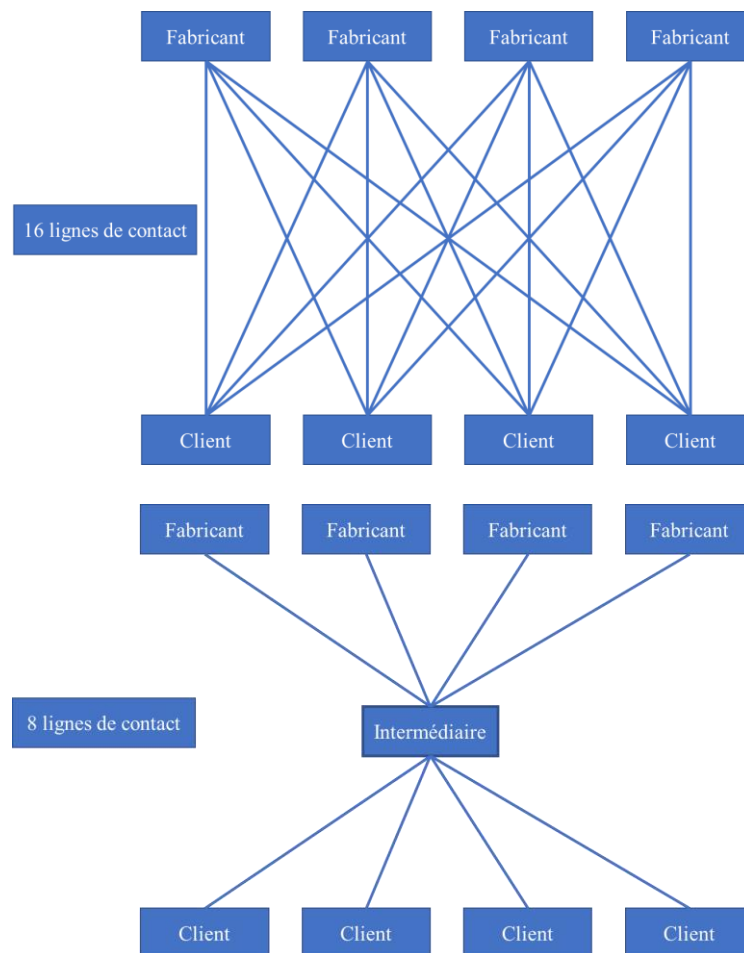 Fabricant Fabricant Fabricant Fabricant
16 lignes de contact
Client Client Client Client
Fabricant Fabricant Fabricant Fabricant
8 lignes de contact
Intermédiaire
Client Client Client Client